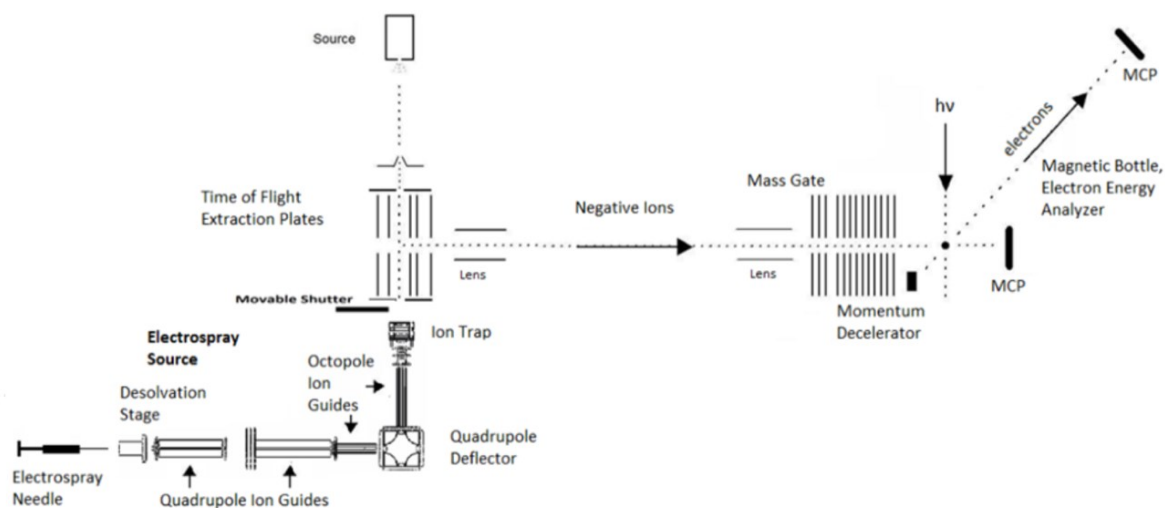 Source
MCP
hν
electrons
Magnetic Bottle,
Electron Energy
Analyzer
Time of Flight
Extraction Plates
Mass Gate
Negative Ions
Lens
Lens
MCP
Movable Shutter
Momentum
Decelerator
Ion Trap
Electrospray
Source
Octopole
Ion
Guides
Desolvation
Stage
Quadrupole
Deflector
Electrospray
Needle
Quadrupole Ion Guides